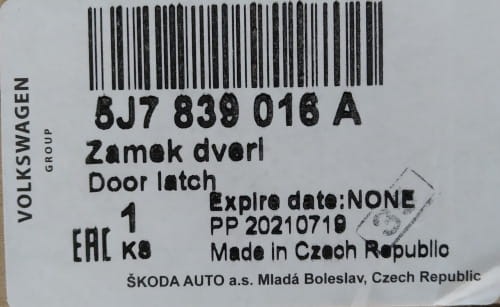 VOLKSWAGEN
GROUP
5J7 839 016 A
Zamek dveri
Door latch
1 Expire date:NONE
PP 20210719
EAC K8 Made in Czech Republic
ŠKODA AUTO a.s. Mladá Boleslav, Czech Republic